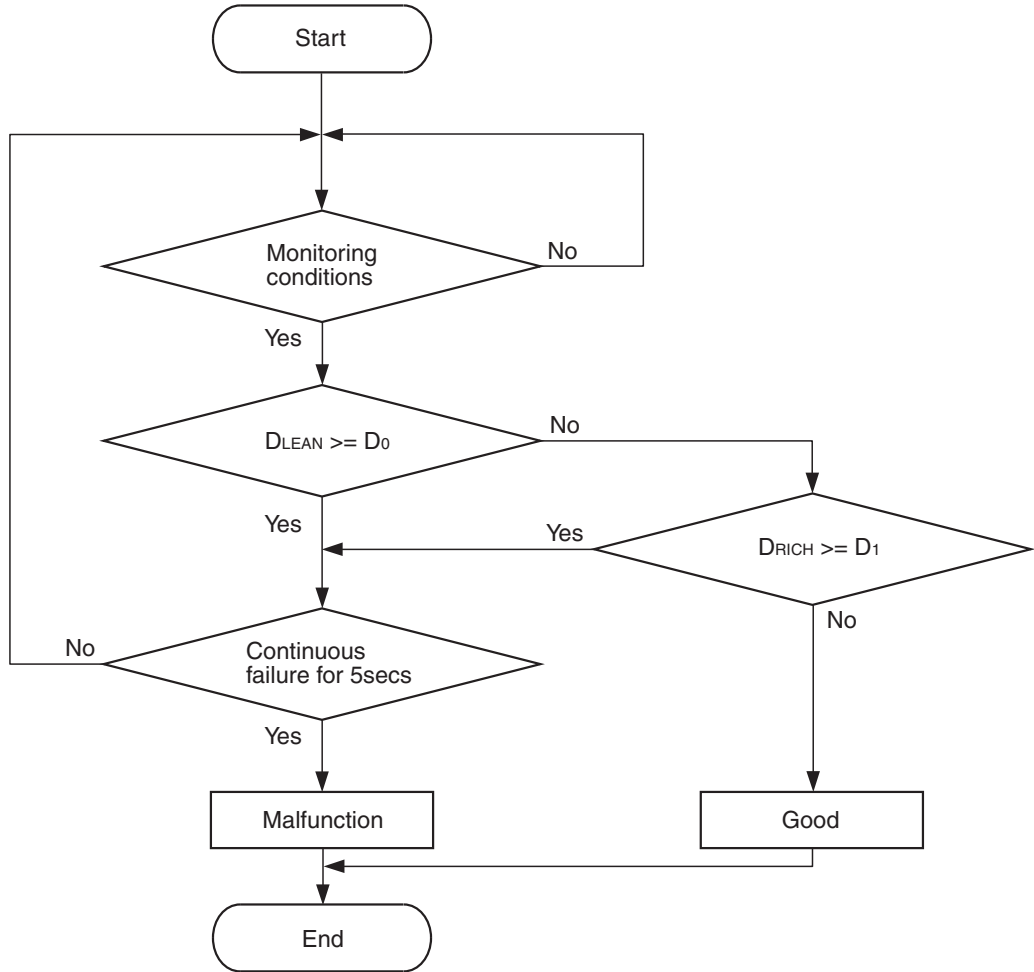 Start
Monitoring
conditions
No
Yes
DLEAN >= D0
No
Yes
Yes
DRICH >= D1
No
No
Continuous
failure for 5secs
Yes
Malfunction
Good
End